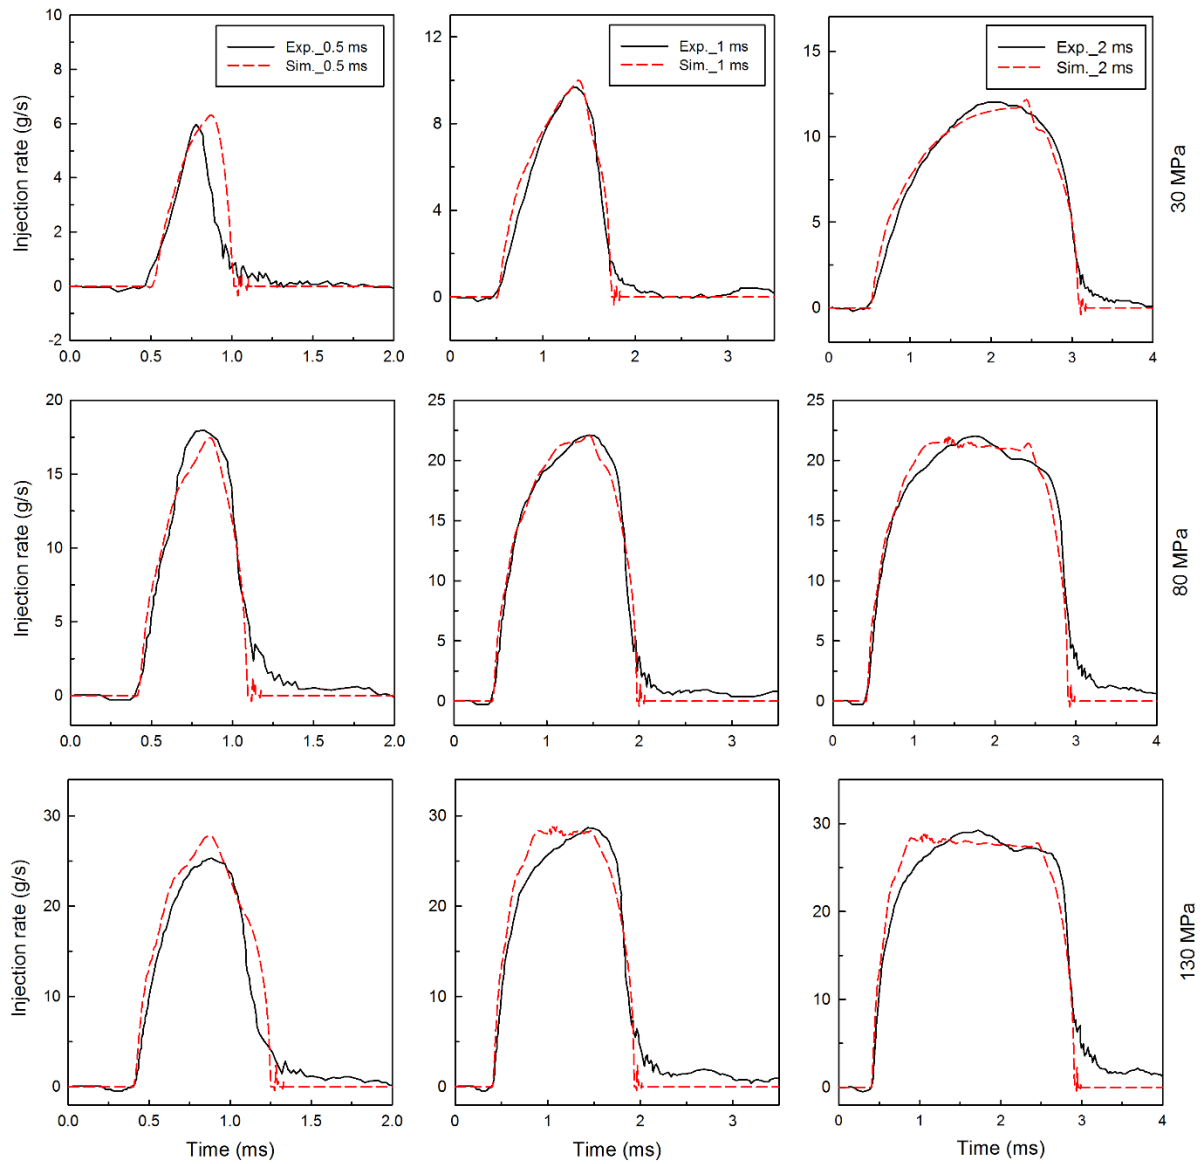 10
8
6
4
2
0
-2
0.0 0.5 1.0 1.5 2.0
Injection rate (g/s)
Exp._0.5 ms
Sim._0.5 ms
12
8
4
0
0 1 2 3
Exp._1 ms
Sim._1 ms
15
10
5
0
0 1 2 3 4
Exp._2 ms
Sim._2 ms
30 MPa
20
15
10
5
0
0.0 0.5 1.0 1.5 2.0
Injection rate (g/s)
25
20
15
10
5
0
0 1 2 3
25
20
15
10
5
0
0 1 2 3 4
80 MPa
30
20
10
0
0.0 0.5 1.0 1.5 2.0
Injection rate (g/s)
Time (ms)
30
20
10
0
0 1 2 3
Time (ms)
30
20
10
0
0 1 2 3 4
Time (ms)
130 MPa